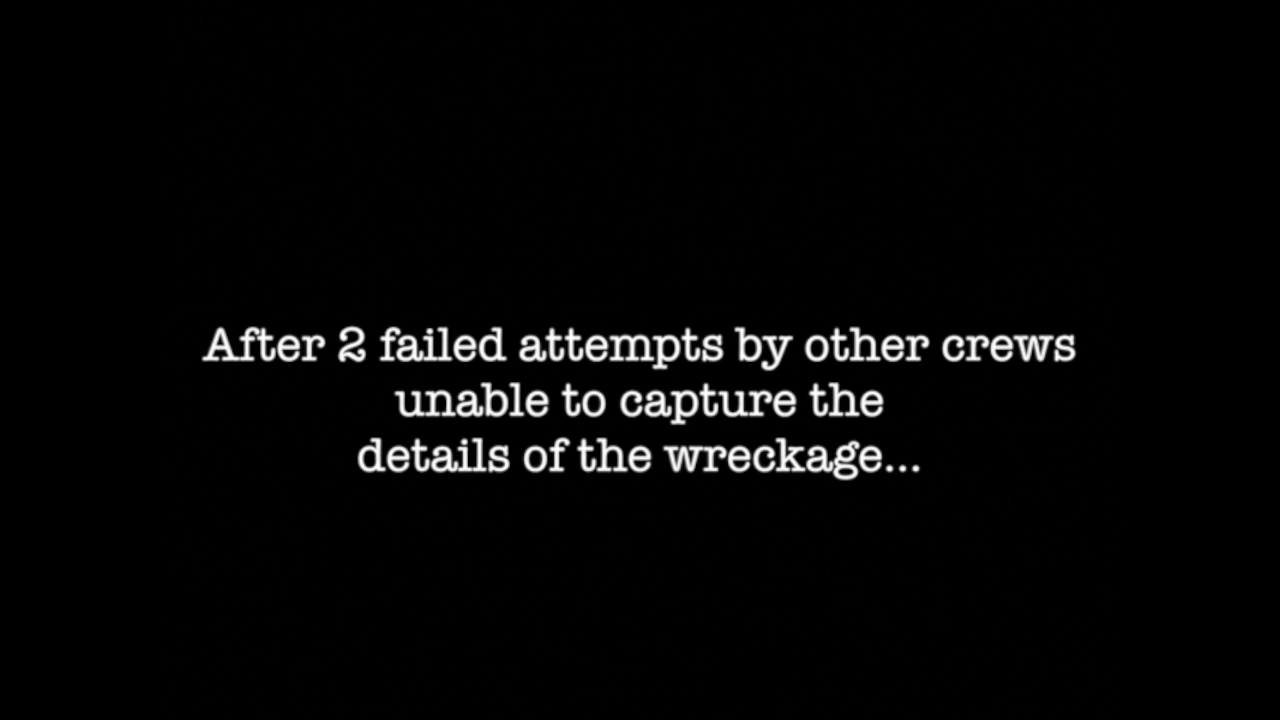 After 2 failed attempts by other crews
unable to capture the
details of the wreckage...